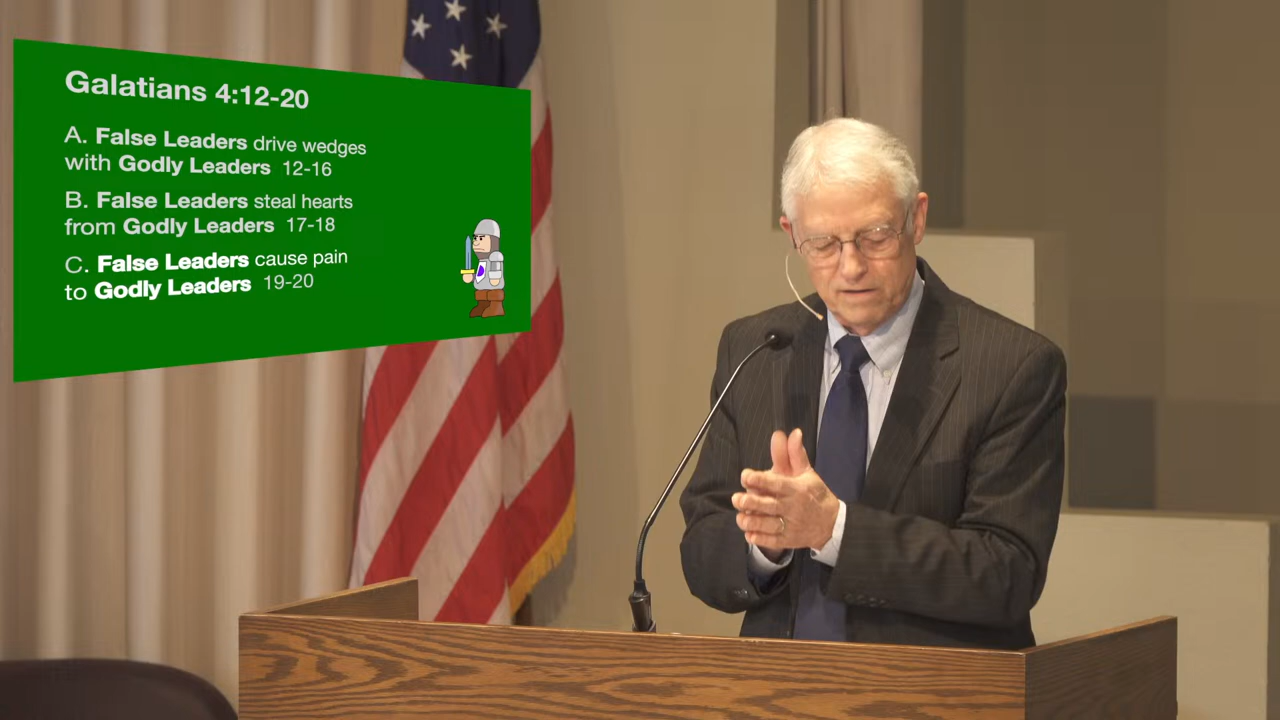 Galatians 4:12-20
A. False Leaders drive wedges
with Godly Leaders 12-16
B. False Leaders steal hearts
from Godly Leaders 17-18
C. False Leaders cause pain
to Godly Leaders 19-20